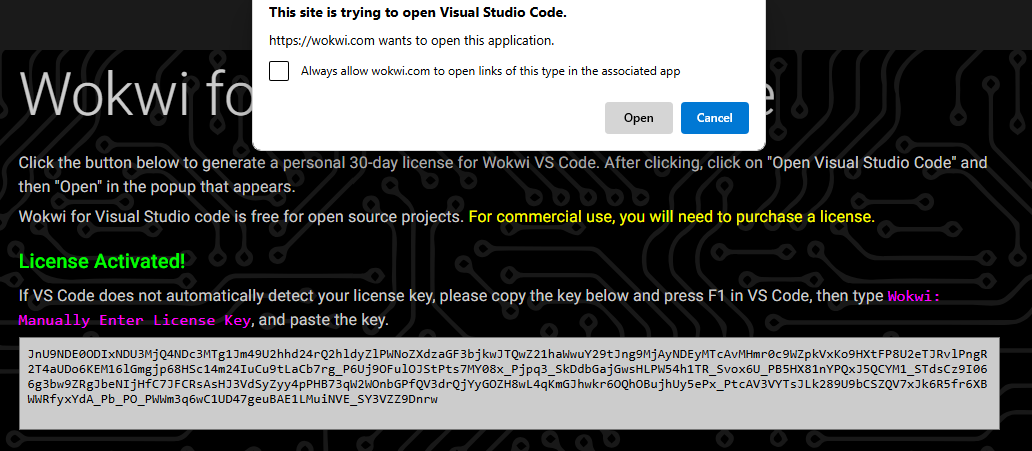 This site is trying to open Visual Studio Code.
https://wokwi.com wants to open this application.
Always allow wokwi.com to open links of this type in the associated app
Open Cancel
Wokwi fo e
Click the button below to generate a personal 30-day license for Wokwi VS Code. After clicking, click on "Open Visual Studio Code" and
then "Open" in the popup that appears.
Wokwi for Visual Studio code is free for open source projects. For commercial use, you will need to purchase a license.
License Activated!
If VS Code does not automatically detect your license key, please copy the key below and press F1 in VS Code, then type Wokwi:
Manually Enter License Key, and paste the key.
JnU9NDE0ODIxNDU3MjQ4NDc3MTg1Jm49U2hhd24rQ2hldyZlPWNoZXdzaGF3bjkwJTQwZ21haWwuY29tJng9MjAyNDEyMTcAvMHmr0c9WZpkVxKo9HXtFP8U2eTJRvlPngR
2T4aUDo6KEM16lGmgjp68HSc14m24IuCu9tLaCb7rg_P6Uj9OFulOJStPts7MY08x_Pjpq3_SkDdbGajGwsHLPW54h1TR_Svox6U_PB5HX81nYPQxJ5QCYM1_STdsCz9I06
6g3bw9ZRgJbeNIjHfC7JFCRsAsHJ3VdSyZyy4pPHB73qW2WOnbGPfQV3drQjYyGOZH8wL4qKmGJhwkr6OQhOBujhUy5ePx_PtcAV3VYTsJLk289U9bCSZQV7xJk6R5fr6XB
WWRfyxYdA_Pb_PO_PWWm3q6wC1UD47geuBAE1LMuiNVE_SY3VZZ9Dnrw